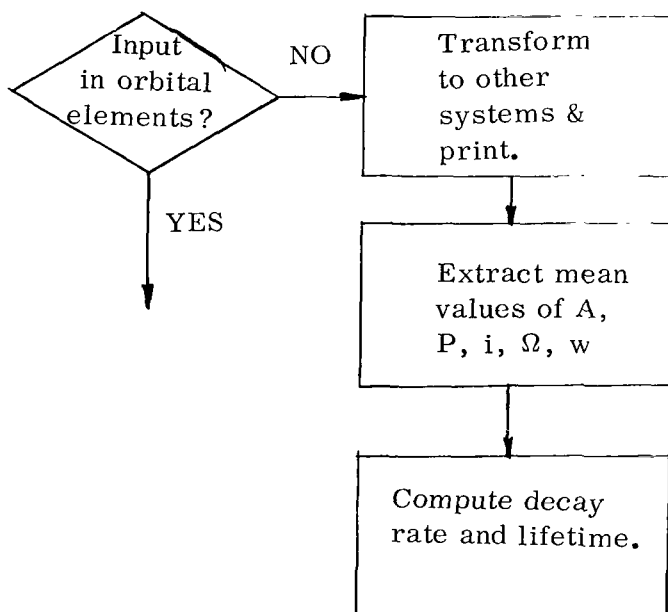 Input
in orbital
elements?
NO
YES
Transform
to other
systems &
print.
Extract mean
values of A,
P, i, Ω, w
Compute decay
rate and lifetime.